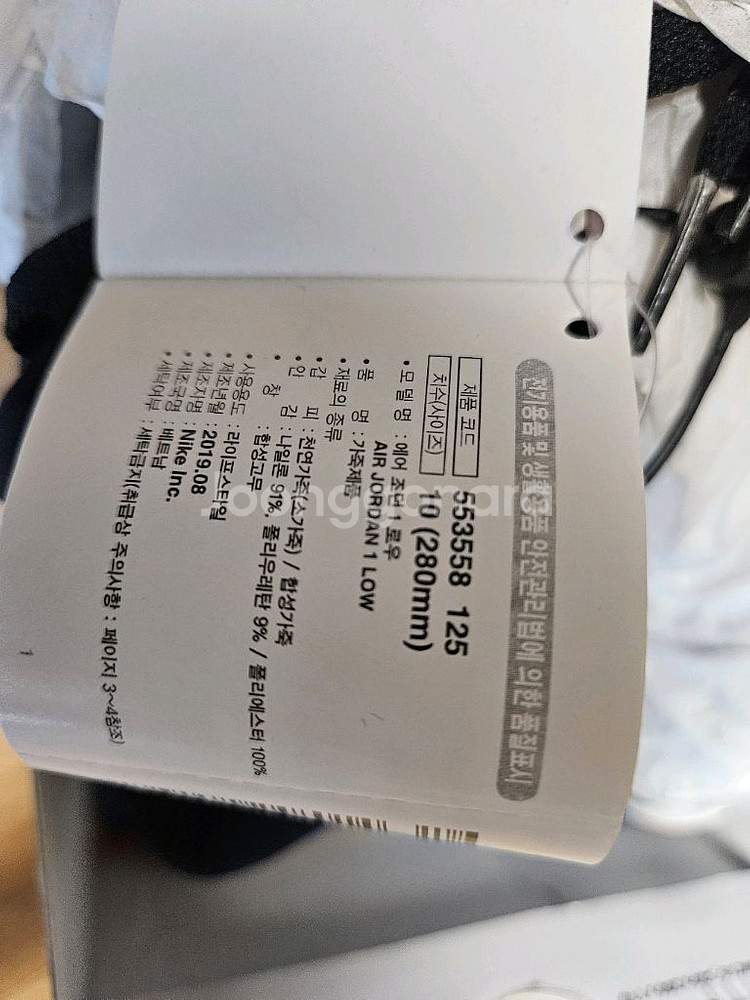 전기용품 및 생활용품 안전관리법에 의한 품질표시
제품 코드 553558 125
치수(사이즈) 10 (280mm)
• 모델명 : 에어 조던 1 로우
AIR JORDAN 1 LOW
• 품 명 : 가죽제품
• 재료의 종류
• 갑 피 : 천연가죽(소가죽) / 합성가죽
• 안 감 : 나일론 91%, 폴리우레탄 9% / 폴리에스터 100%
• 창 : 합성고무
• 사용용도 : 라이프스타일
• 제조년월 : 2019.08
• 제조자명 : Nike Inc.
• 제조국명 : 베트남
• 세탁여부 : 세탁금지(취급상 주의사항 : 페이지 3~4참조)
1
Joonggonara